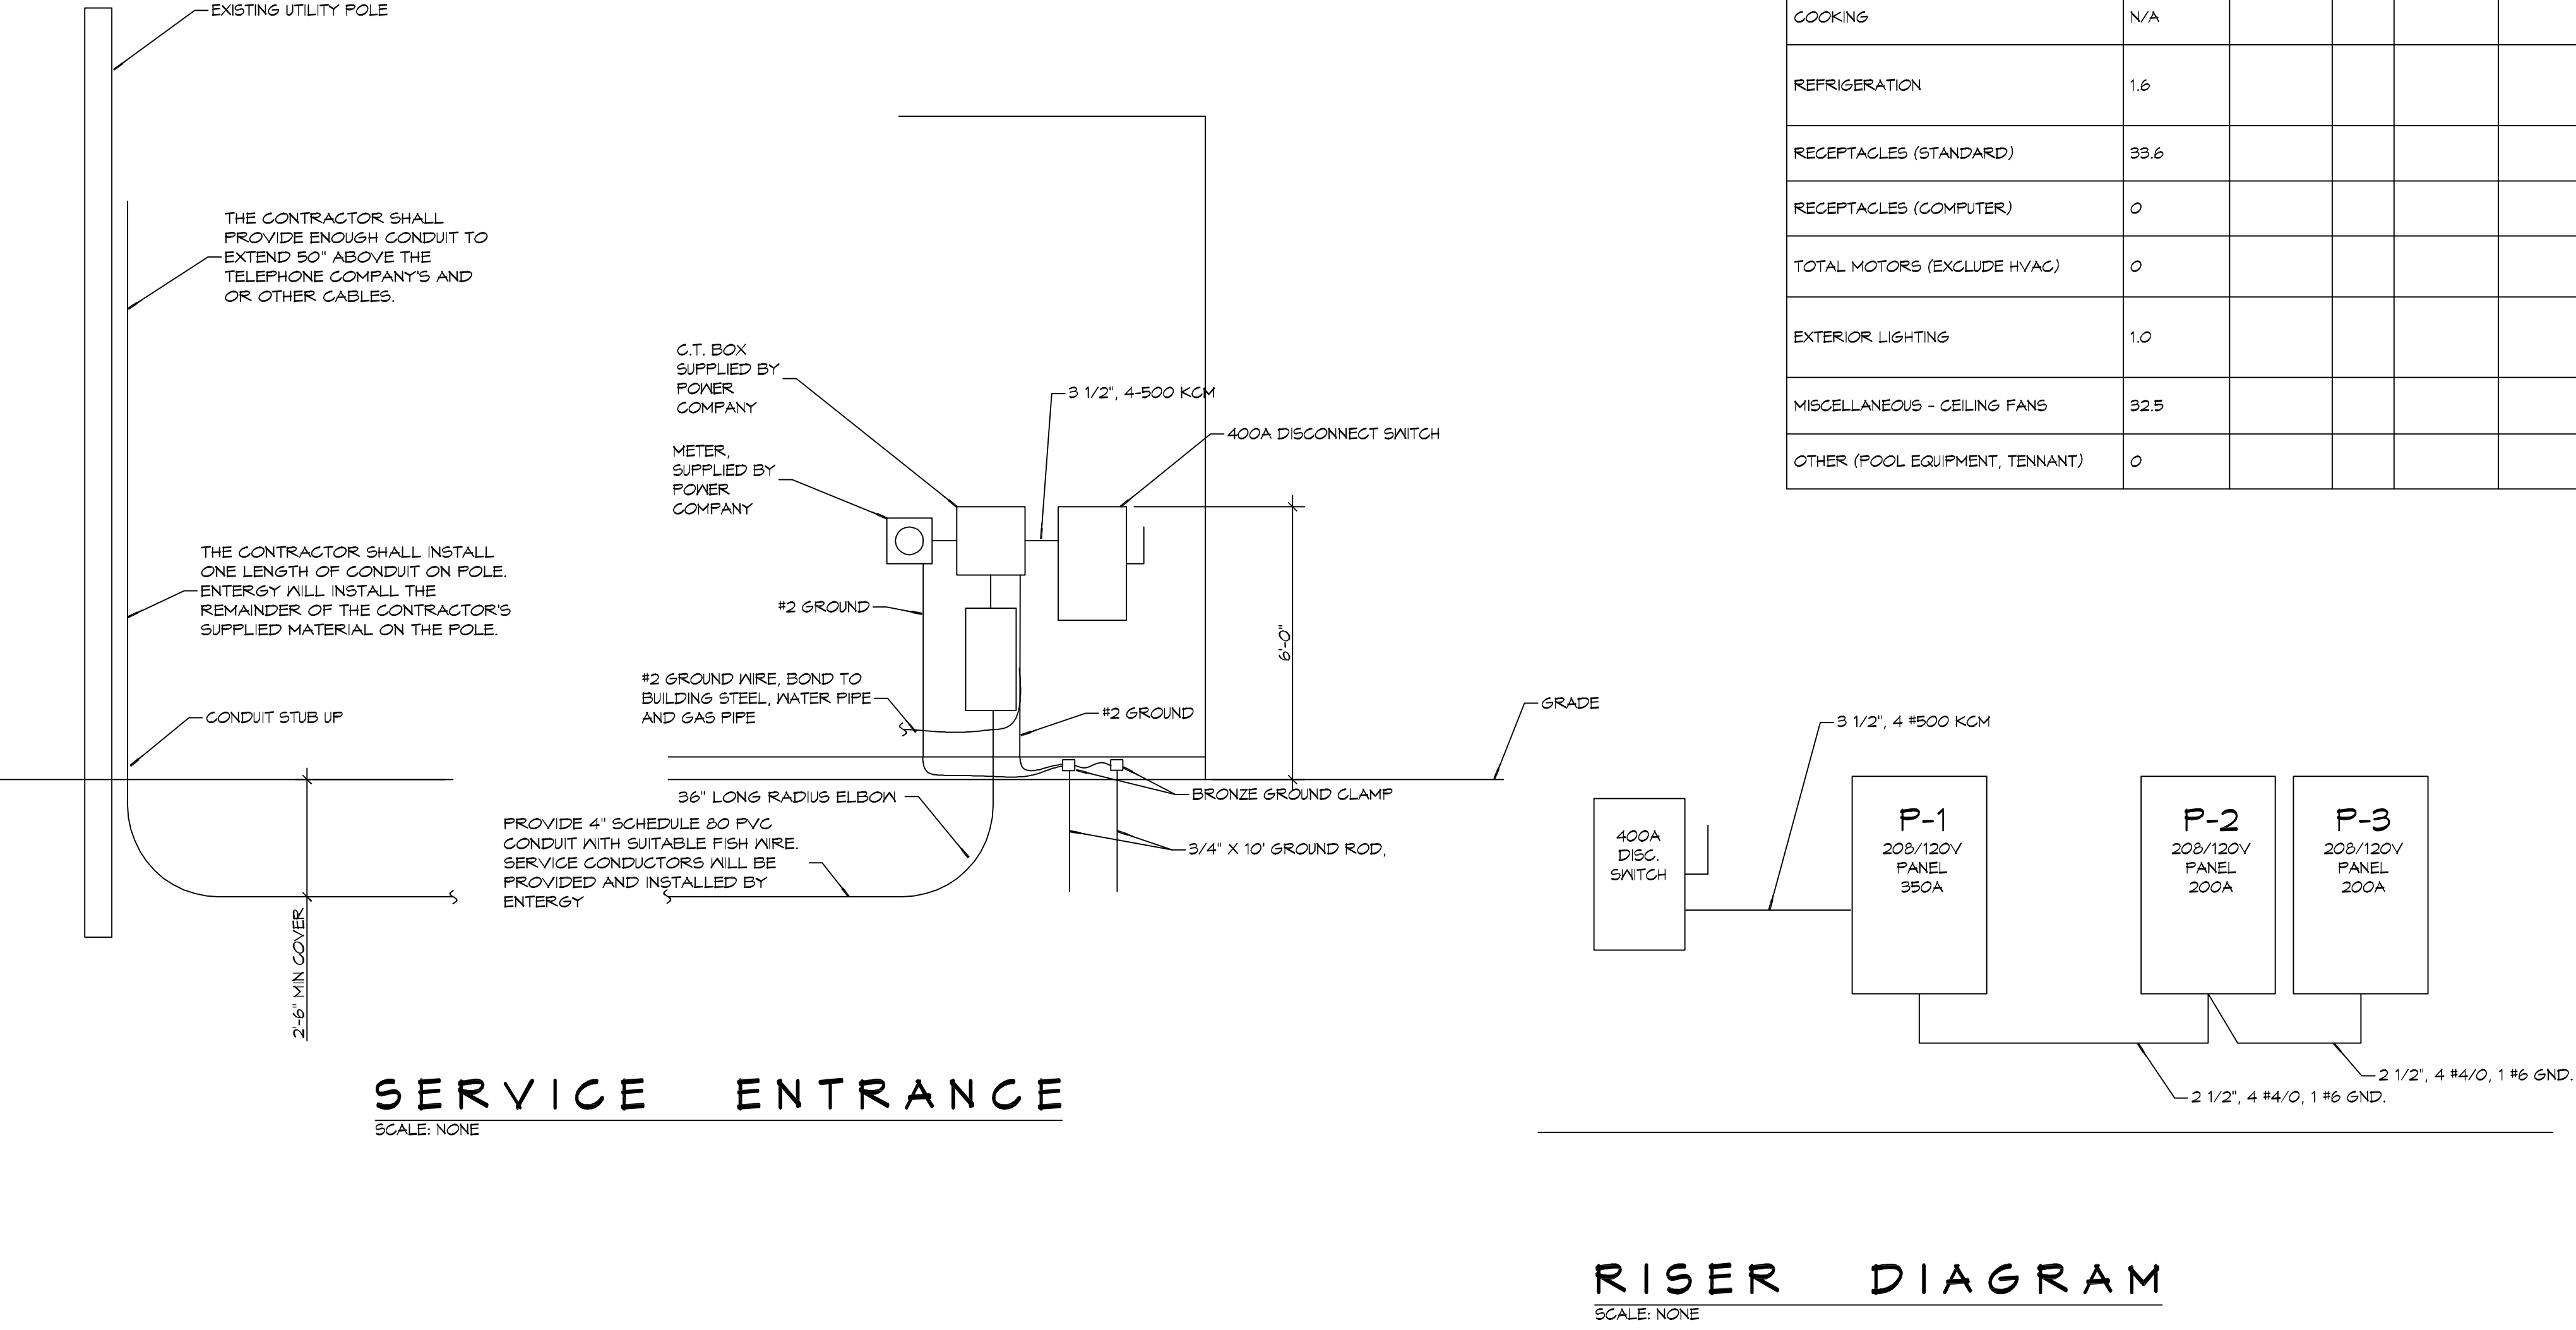 EXISTING UTILITY POLE
THE CONTRACTOR SHALL
PROVIDE ENOUGH CONDUIT TO
EXTEND 50" ABOVE THE
TELEPHONE COMPANY'S AND
OR OTHER CABLES.
THE CONTRACTOR SHALL INSTALL
ONE LENGTH OF CONDUIT ON POLE.
ENTERGY WILL INSTALL THE
REMAINDER OF THE CONTRACTOR'S
SUPPLIED MATERIAL ON THE POLE.
CONDUIT STUB UP
2'-6" MIN COVER
C.T. BOX
SUPPLIED BY
POWER
COMPANY
METER,
SUPPLIED BY
POWER
COMPANY
3 1/2", 4-500 KCM
400A DISCONNECT SWITCH
#2 GROUND
#2 GROUND WIRE, BOND TO
BUILDING STEEL, WATER PIPE
AND GAS PIPE
#2 GROUND
6'-0"
GRADE
36" LONG RADIUS ELBOW
BRONZE GROUND CLAMP
PROVIDE 4" SCHEDULE 80 PVC
CONDUIT WITH SUITABLE FISH WIRE.
SERVICE CONDUCTORS WILL BE
PROVIDED AND INSTALLED BY
ENTERGY
3/4" X 10' GROUND ROD,
SERVICE ENTRANCE
SCALE: NONE
COOKING N/A
REFRIGERATION 1.6
RECEPTACLES (STANDARD) 33.6
RECEPTACLES (COMPUTER) 0
TOTAL MOTORS (EXCLUDE HVAC) 0
EXTERIOR LIGHTING 1.0
MISCELLANEOUS - CEILING FANS 32.5
OTHER (POOL EQUIPMENT, TENNANT) 0
3 1/2", 4 #500 KCM
400A
DISC.
SWITCH
P-1
208/120V
PANEL
350A
P-2
208/120V
PANEL
200A
P-3
208/120V
PANEL
200A
2 1/2", 4 #4/0, 1 #6 GND.
2 1/2", 4 #4/0, 1 #6 GND.
RISER DIAGRAM
SCALE: NONE